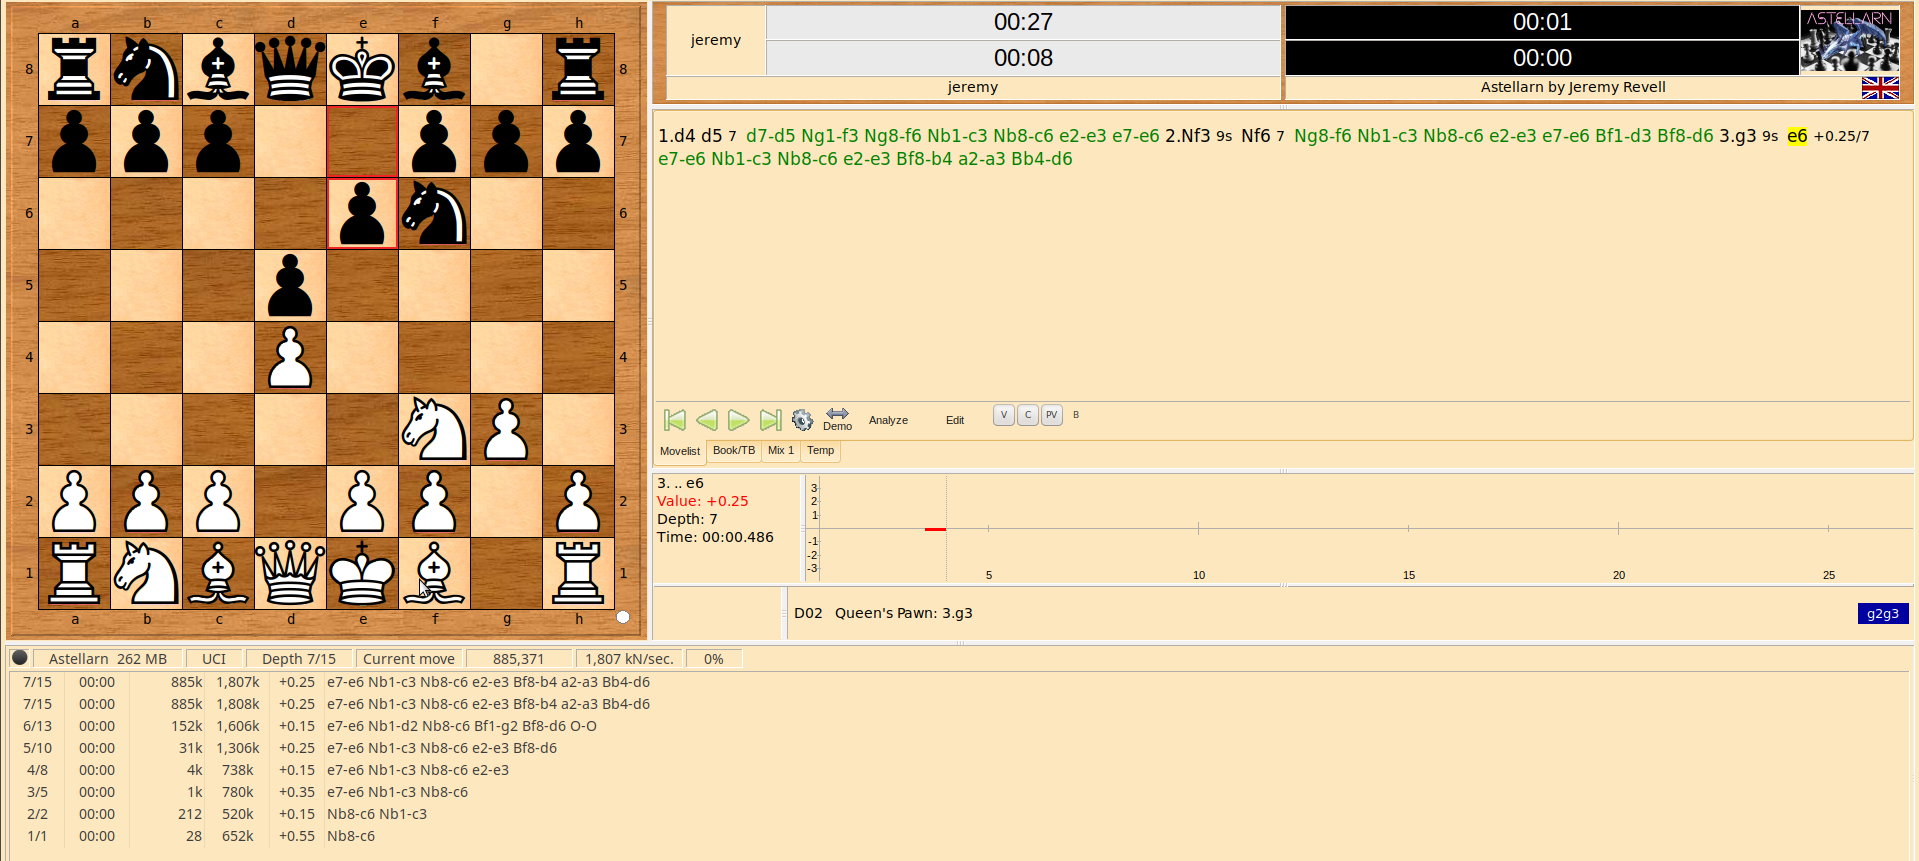 a b c d e f g h
8 8
7 7
6 6
5 5
4 4
3 3
2 2
1 1
a b c d e f g h
jeremy
00:27
00:08
jeremy
00:01
00:00
ASTELLARN
Astellarn by Jeremy Revell
1.d4 d5 7 d7-d5 Ng1-f3 Ng8-f6 Nb1-c3 Nb8-c6 e2-e3 e7-e6 2.Nf3 9s Nf6 7 Ng8-f6 Nb1-c3 Nb8-c6 e2-e3 e7-e6 Bf1-d3 Bf8-d6 3.g3 9s e6 +0.25/7
e7-e6 Nb1-c3 Nb8-c6 e2-e3 Bf8-b4 a2-a3 Bb4-d6
Demo Analyze Edit V C PV B
Movelist Book/TB Mix 1 Temp
3. .. e6
Value: +0.25
Depth: 7
Time: 00:00.486
3
2
1
-1
-2
-3
5 10 15 20 25
D02 Queen's Pawn: 3.g3 g2g3
Astellarn 262 MB UCI Depth 7/15 Current move 885,371 1,807 kN/sec. 0%
7/15 00:00 885k 1,807k +0.25 e7-e6 Nb1-c3 Nb8-c6 e2-e3 Bf8-b4 a2-a3 Bb4-d6
7/15 00:00 885k 1,808k +0.25 e7-e6 Nb1-c3 Nb8-c6 e2-e3 Bf8-b4 a2-a3 Bb4-d6
6/13 00:00 152k 1,606k +0.15 e7-e6 Nb1-d2 Nb8-c6 Bf1-g2 Bf8-d6 O-O
5/10 00:00 31k 1,306k +0.25 e7-e6 Nb1-c3 Nb8-c6 e2-e3 Bf8-d6
4/8 00:00 4k 738k +0.15 e7-e6 Nb1-c3 Nb8-c6 e2-e3
3/5 00:00 1k 780k +0.35 e7-e6 Nb1-c3 Nb8-c6
2/2 00:00 212 520k +0.15 Nb8-c6 Nb1-c3
1/1 00:00 28 652k +0.55 Nb8-c6